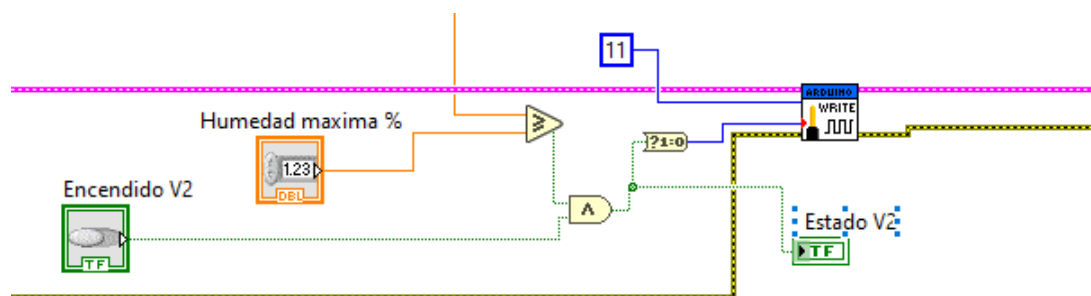 11
ARDUINO
WRITE
Humedad maxima %
1.23
DBL
?1:0
Encendido V2
TF
Estado V2
TF